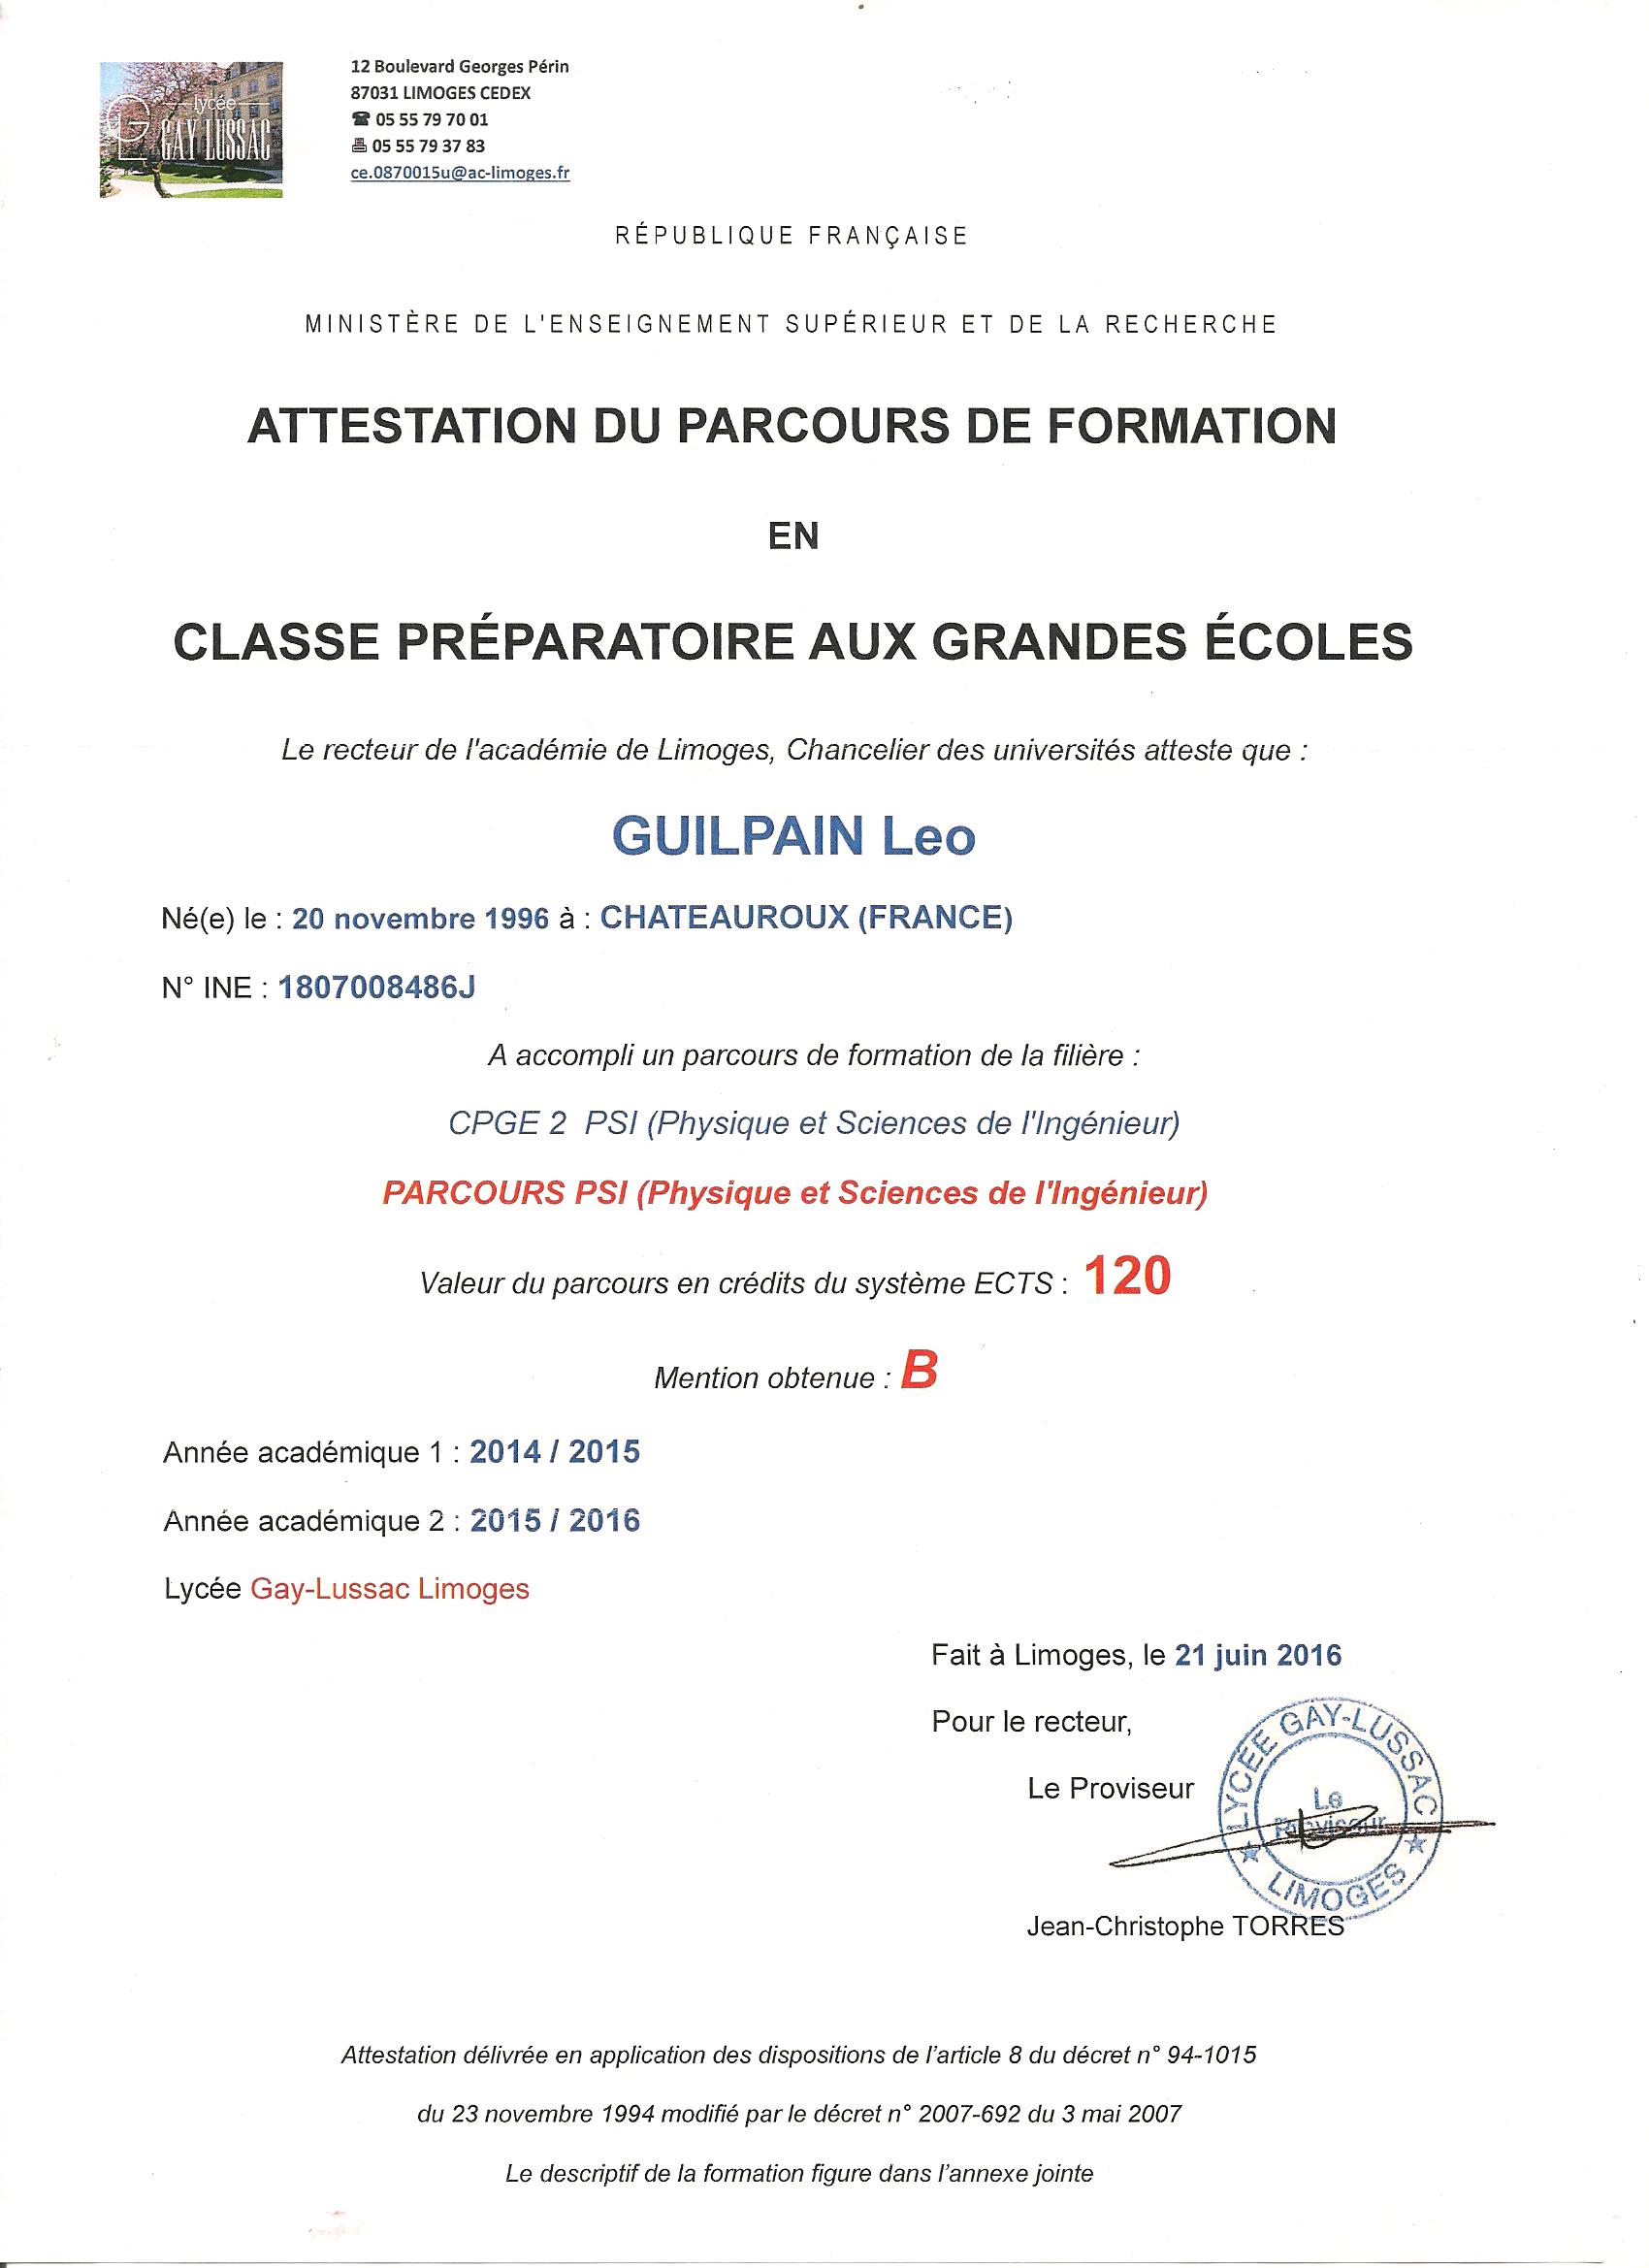 lycée
GAY LUSSAC
12 Boulevard Georges Périn
87031 LIMOGES CEDEX
☎ 05 55 79 70 01
🖷 05 55 79 37 83
ce.0870015u@ac-limoges.fr
RÉPUBLIQUE FRANÇAISE
MINISTÈRE DE L'ENSEIGNEMENT SUPÉRIEUR ET DE LA RECHERCHE
ATTESTATION DU PARCOURS DE FORMATION
EN
CLASSE PRÉPARATOIRE AUX GRANDES ÉCOLES
Le recteur de l'académie de Limoges, Chancelier des universités atteste que :
GUILPAIN Leo
Né(e) le : 20 novembre 1996 à : CHATEAUROUX (FRANCE)
N° INE : 1807008486J
A accompli un parcours de formation de la filière :
CPGE 2  PSI (Physique et Sciences de l'Ingénieur)
PARCOURS PSI (Physique et Sciences de l'Ingénieur)
Valeur du parcours en crédits du système ECTS : 120
Mention obtenue : B
Année académique 1 : 2014 / 2015
Année académique 2 : 2015 / 2016
Lycée Gay-Lussac Limoges
Fait à Limoges, le 21 juin 2016
Pour le recteur,
Le Proviseur
LYCÉE GAY-LUSSAC
Le
Proviseur
★ LIMOGES ★
Jean-Christophe TORRES
Attestation délivrée en application des dispositions de l'article 8 du décret n° 94-1015
du 23 novembre 1994 modifié par le décret n° 2007-692 du 3 mai 2007
Le descriptif de la formation figure dans l'annexe jointe